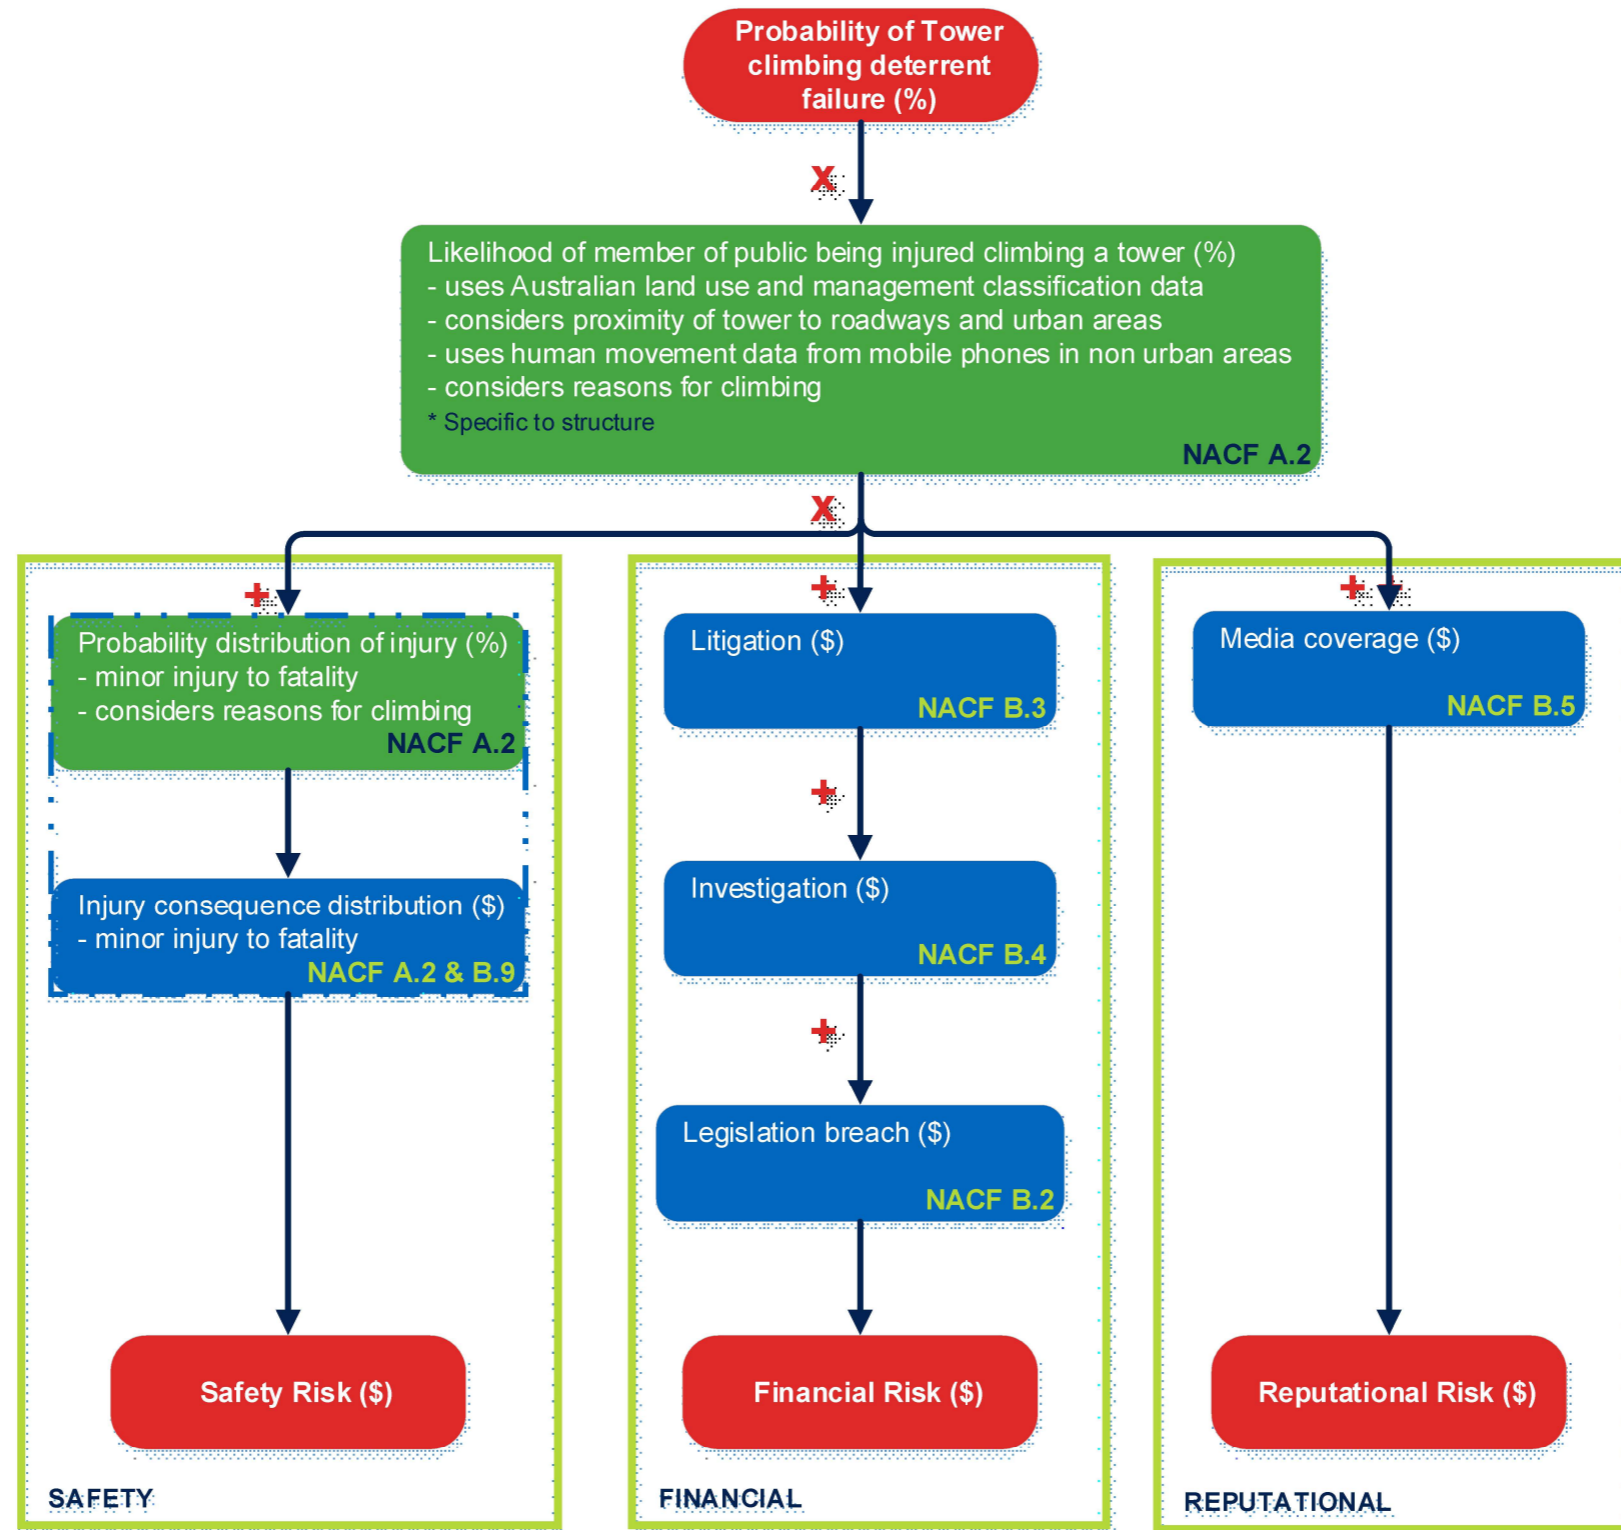 Probability of Tower
climbing deterrent
failure (%)
x
Likelihood of member of public being injured climbing a tower (%)
- uses Australian land use and management classification data
- considers proximity of tower to roadways and urban areas
- uses human movement data from mobile phones in non urban areas
- considers reasons for climbing
* Specific to structure
NACF A.2
x
+
Probability distribution of injury (%)
- minor injury to fatality
- considers reasons for climbing
NACF A.2
Injury consequence distribution ($)
- minor injury to fatality
NACF A.2 & B.9
Safety Risk ($)
SAFETY
+
Litigation ($)
NACF B.3
+
Investigation ($)
NACF B.4
+
Legislation breach ($)
NACF B.2
Financial Risk ($)
FINANCIAL
+ +
Media coverage ($)
NACF B.5
Reputational Risk ($)
REPUTATIONAL